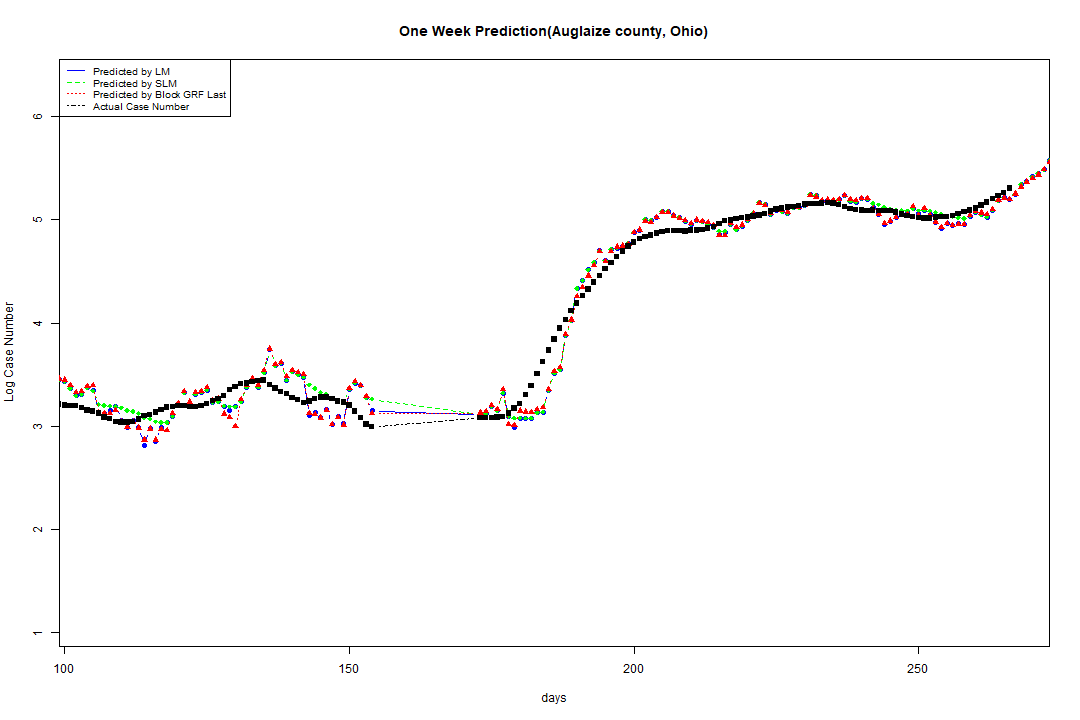 One Week Prediction(Auglaize county, Ohio)
Predicted by LM
Predicted by SLM
Predicted by Block GRF Last
Actual Case Number
6
5
4
3
2
1
Log Case Number
100 150 200 250
days